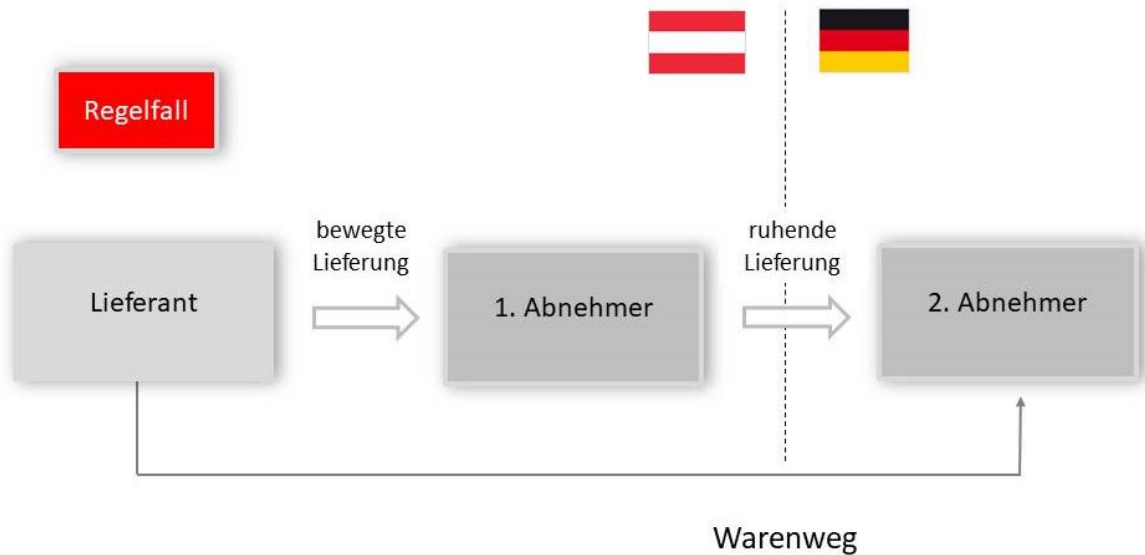 Regelfall
bewegte
Lieferung
ruhende
Lieferung
Lieferant
1. Abnehmer
2. Abnehmer
Warenweg